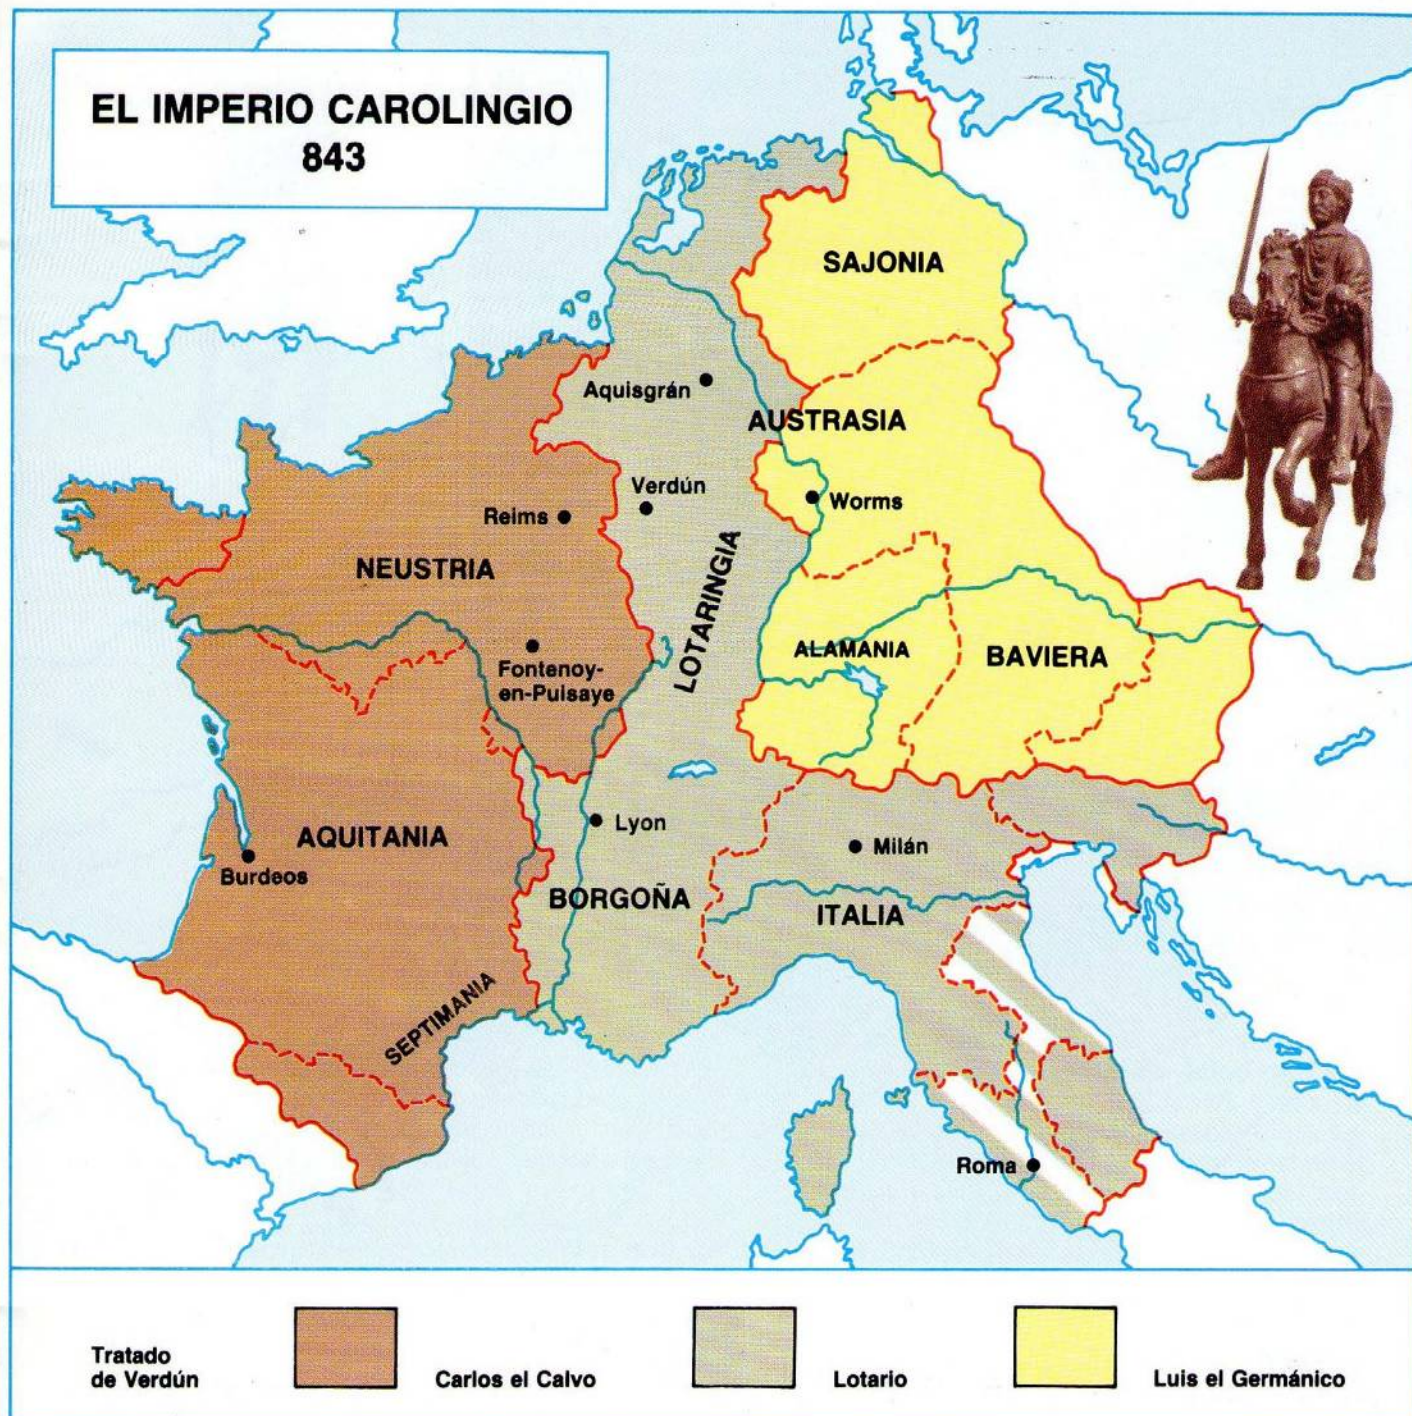 EL IMPERIO CAROLINGIO
843
SAJONIA
Aquisgrán
AUSTRASIA
Verdún
Worms
Reims
NEUSTRIA
LOTARINGIA
Fontenoy-
en-Puisaye
ALAMANIA
BAVIERA
Lyon
AQUITANIA
Milán
Burdeos
BORGOÑA
ITALIA
SEPTIMANIA
Roma
Tratado
de Verdún
Carlos el Calvo
Lotario
Luis el Germánico